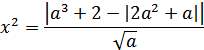 x² = |a³ + 2 − |2a² + a|| / √a